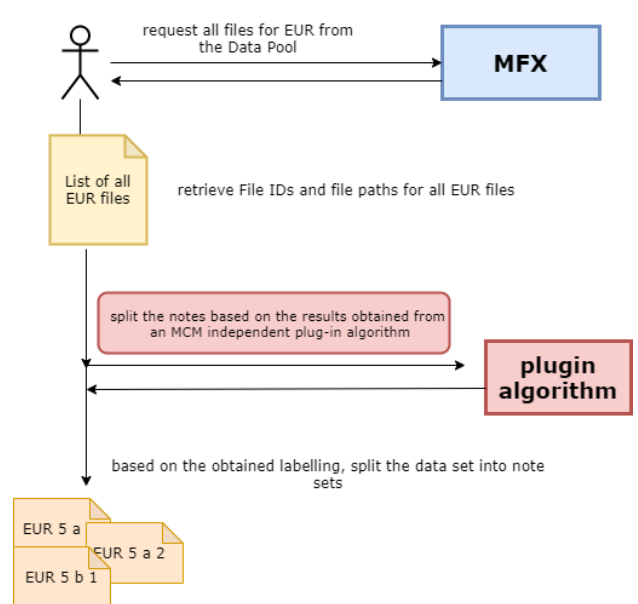 request all files for EUR from
the Data Pool
MFX
List of all
EUR files
retrieve File IDs and file paths for all EUR files
split the notes based on the results obtained from
an MCM independent plug-in algorithm
plugin
algorithm
based on the obtained labelling, split the data set into note
sets
EUR 5 a
EUR 5 a 2
EUR 5 b 1